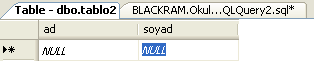 Table - dbo.tablo2 BLACKRAM.Okul...QLQuery2.sql*
ad soyad
NULL NULL